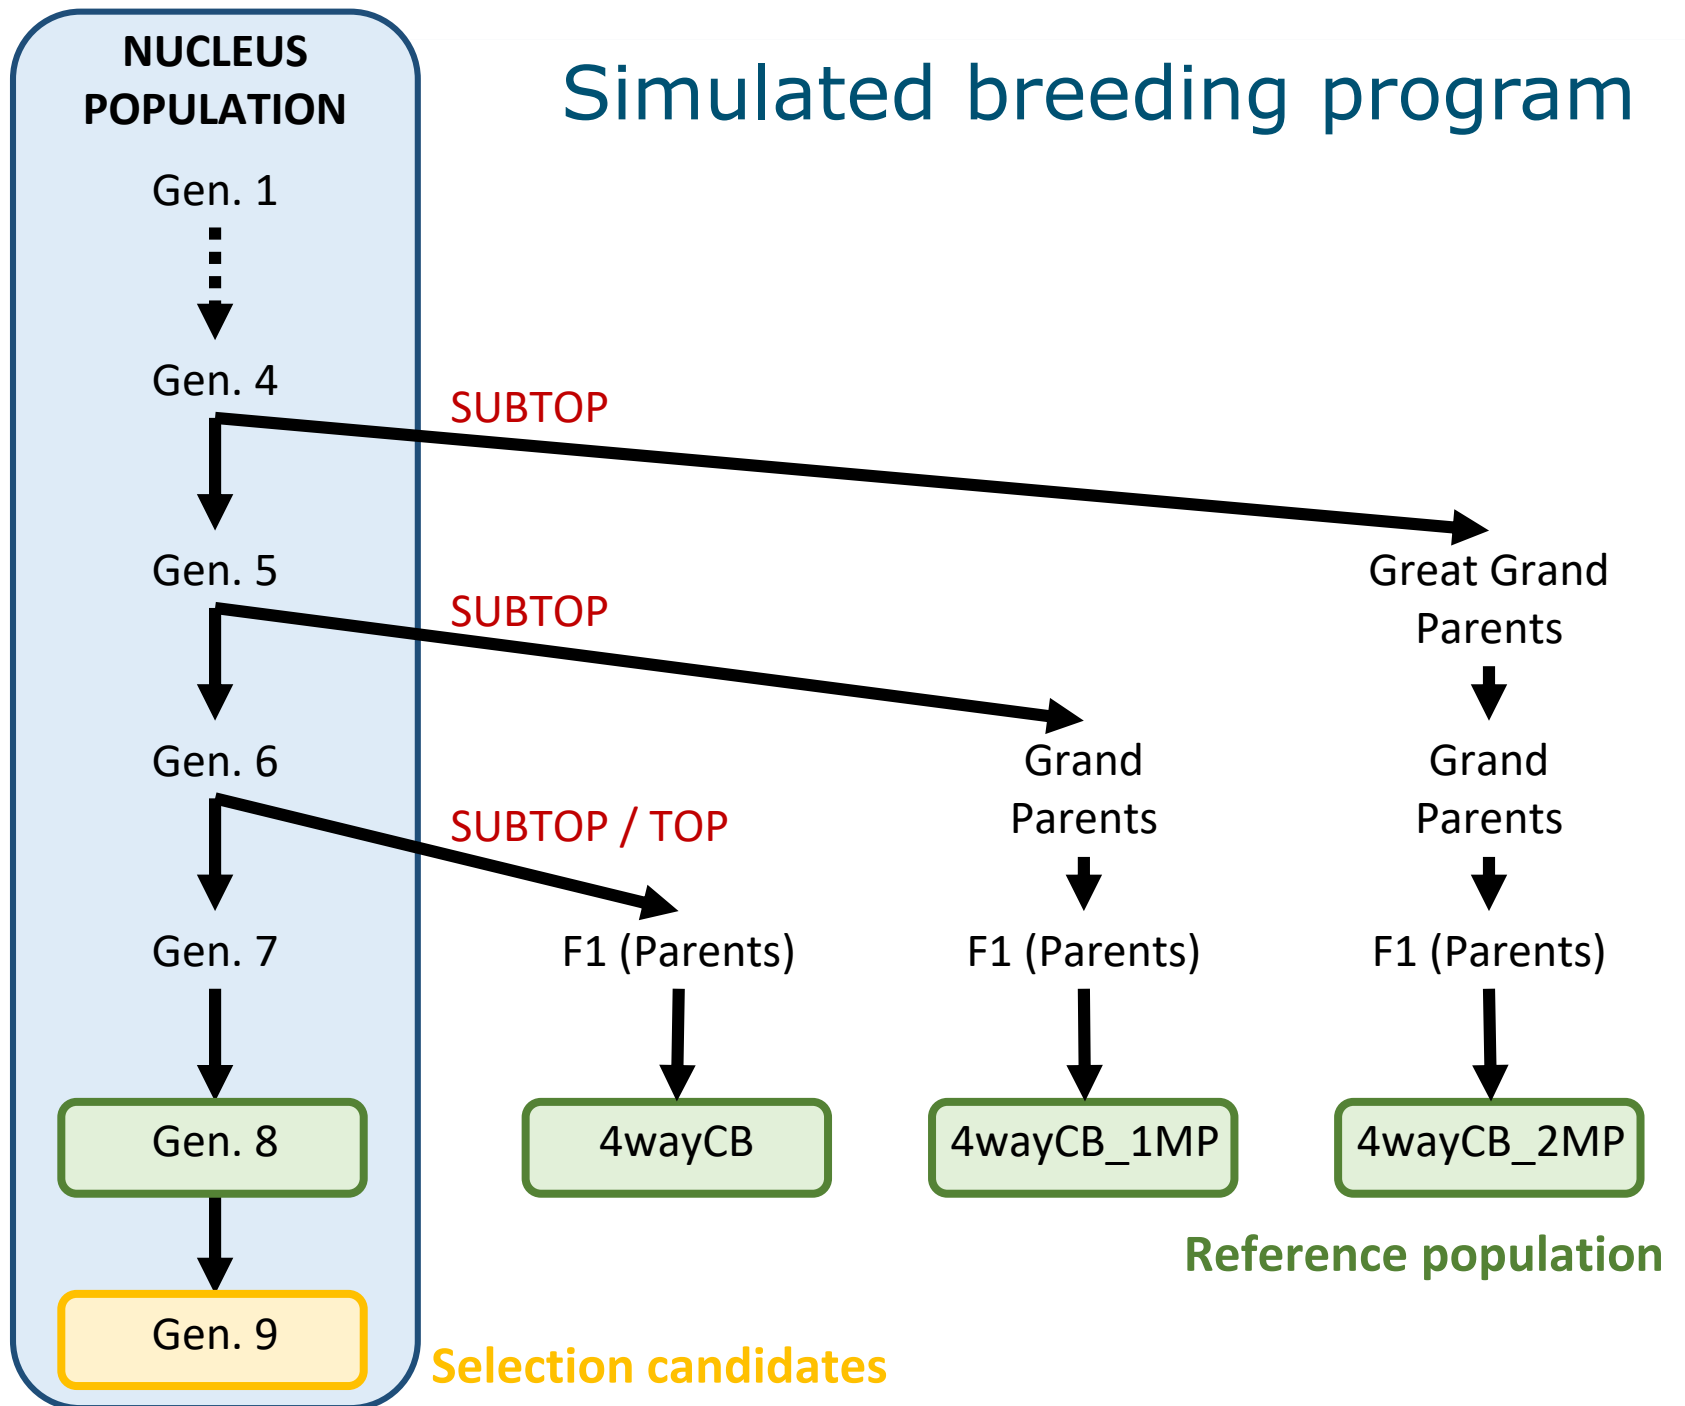 NUCLEUS
POPULATION
Simulated breeding program
Gen. 1
Gen. 4
SUBTOP
Gen. 5
Great Grand
Parents
SUBTOP
Gen. 6
Grand
Parents
Grand
Parents
SUBTOP / TOP
Gen. 7
F1 (Parents)
F1 (Parents)
F1 (Parents)
Gen. 8
4wayCB
4wayCB_1MP
4wayCB_2MP
Reference population
Gen. 9
Selection candidates